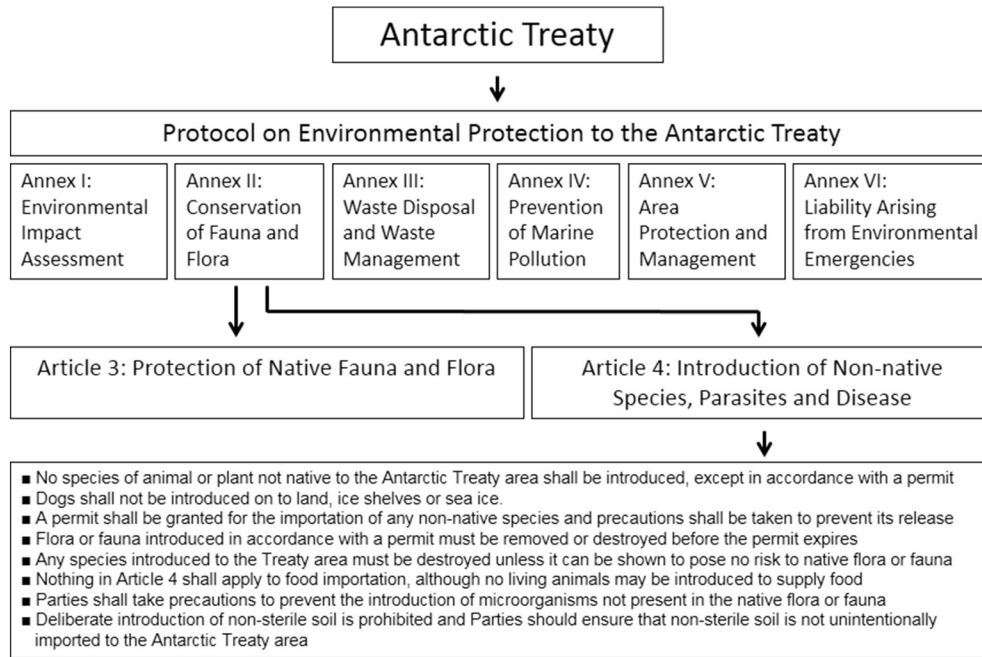 Antarctic Treaty
Protocol on Environmental Protection to the Antarctic Treaty
Annex I:
Environmental
Impact
Assessment
Annex II:
Conservation
of Fauna and
Flora
Annex III:
Waste Disposal
and Waste
Management
Annex IV:
Prevention
of Marine
Pollution
Annex V:
Area
Protection and
Management
Annex VI:
Liability Arising
from Environmental
Emergencies
Article 3: Protection of Native Fauna and Flora
Article 4: Introduction of Non-native
Species, Parasites and Disease
■ No species of animal or plant not native to the Antarctic Treaty area shall be introduced, except in accordance with a permit
■ Dogs shall not be introduced on to land, ice shelves or sea ice.
■ A permit shall be granted for the importation of any non-native species and precautions shall be taken to prevent its release
■ Flora or fauna introduced in accordance with a permit must be removed or destroyed before the permit expires
■ Any species introduced to the Treaty area must be destroyed unless it can be shown to pose no risk to native flora or fauna
■ Nothing in Article 4 shall apply to food importation, although no living animals may be introduced to supply food
■ Parties shall take precautions to prevent the introduction of microorganisms not present in the native flora or fauna
■ Deliberate introduction of non-sterile soil is prohibited and Parties should ensure that non-sterile soil is not unintentionally
imported to the Antarctic Treaty area